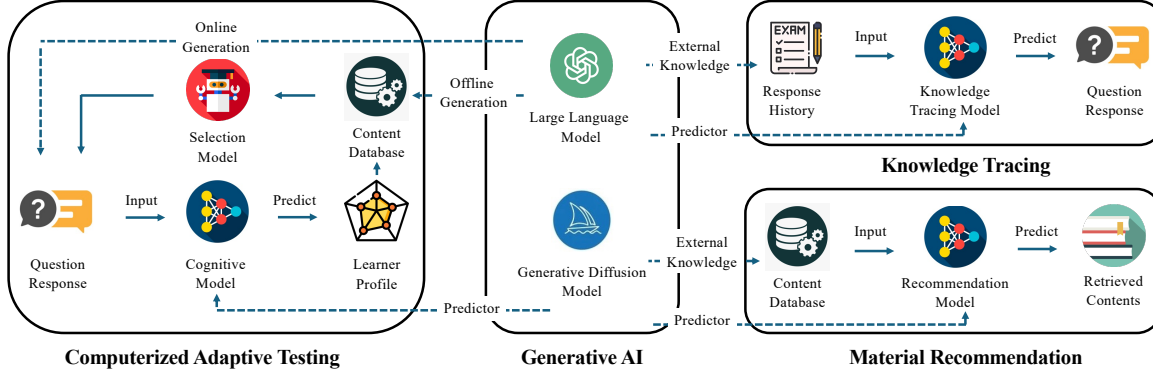 Online
Generation
Selection
Model
Content
Database
?
Question
Response
Input
Cognitive
Model
Predict
Learner
Profile
Computerized Adaptive Testing
Offline
Generation
Predictor
Large Language
Model
Generative Diffusion
Model
Generative AI
External
Knowledge
Predictor
External
Knowledge
Predictor
EXAM
Response
History
Input
Knowledge
Tracing Model
Predict
?
Question
Response
Knowledge Tracing
Content
Database
Input
Recommendation
Model
Predict
Retrieved
Contents
Material Recommendation